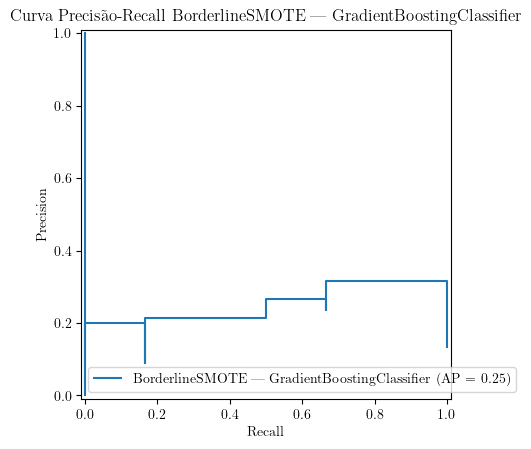 Curva Precisão-Recall BorderlineSMOTE — GradientBoostingClassifier
1.0
0.8
0.6
0.4
0.2
0.0
Precision
BorderlineSMOTE — GradientBoostingClassifier (AP = 0.25)
0.0 0.2 0.4 0.6 0.8 1.0
Recall